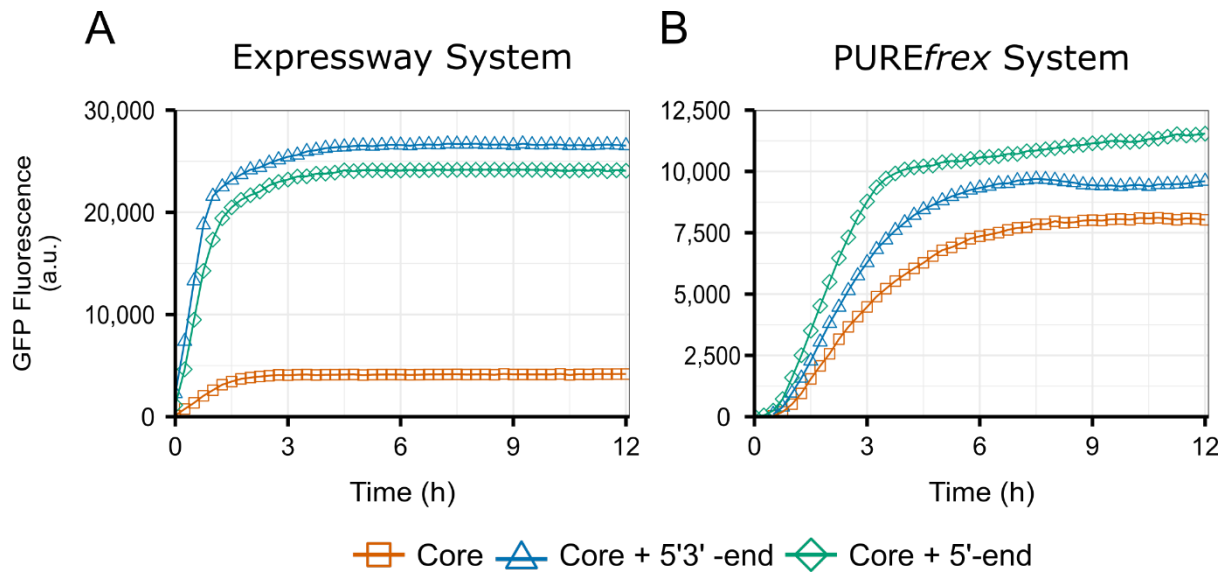 A
Expressway System
B
PUREfrex System
GFP Fluorescence
(a.u.)
30,000
20,000
10,000
0
0
3
6
9
12
Time (h)
12,500
10,000
7,500
5,000
2,500
0
0
3
6
9
12
Time (h)
Core
Core + 5'3' -end
Core + 5'-end